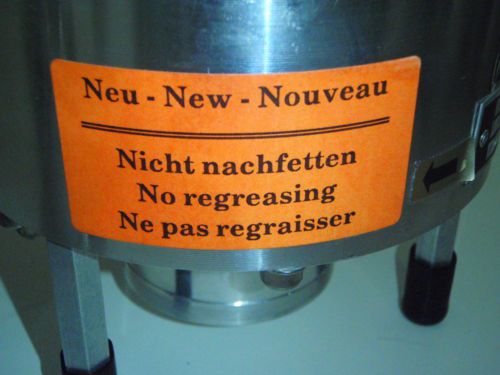 Neu - New - Nouveau
Nicht nachfetten
No regreasing
Ne pas regraisser